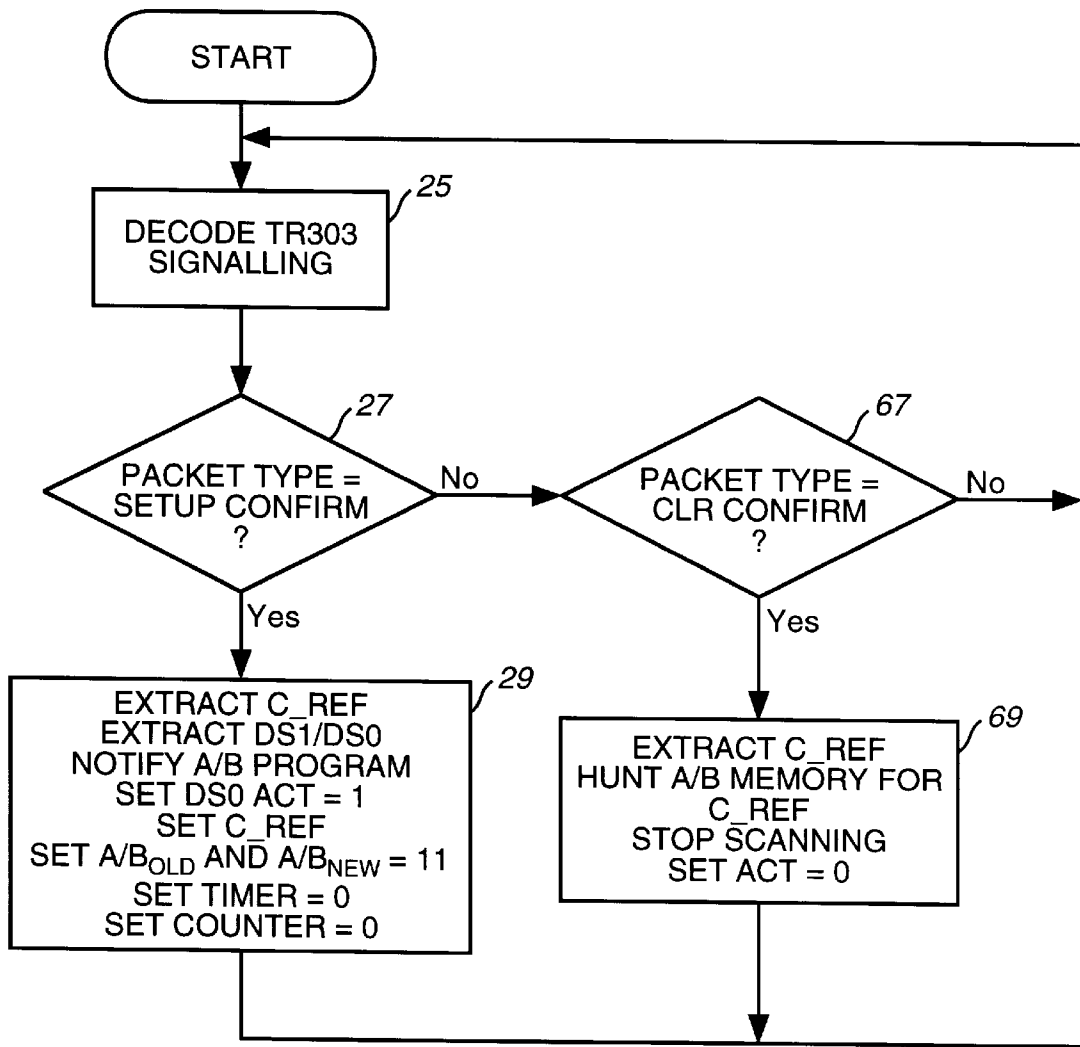 START
25
DECODE TR303
SIGNALLING
27
PACKET TYPE =
SETUP CONFIRM
?
No
Yes
67
PACKET TYPE =
CLR CONFIRM
?
No
Yes
29
EXTRACT C_REF
EXTRACT DS1/DS0
NOTIFY A/B PROGRAM
SET DS0 ACT = 1
SET C_REF
SET A/BOLD AND A/BNEW = 11
SET TIMER = 0
SET COUNTER = 0
69
EXTRACT C_REF
HUNT A/B MEMORY FOR
C_REF
STOP SCANNING
SET ACT = 0